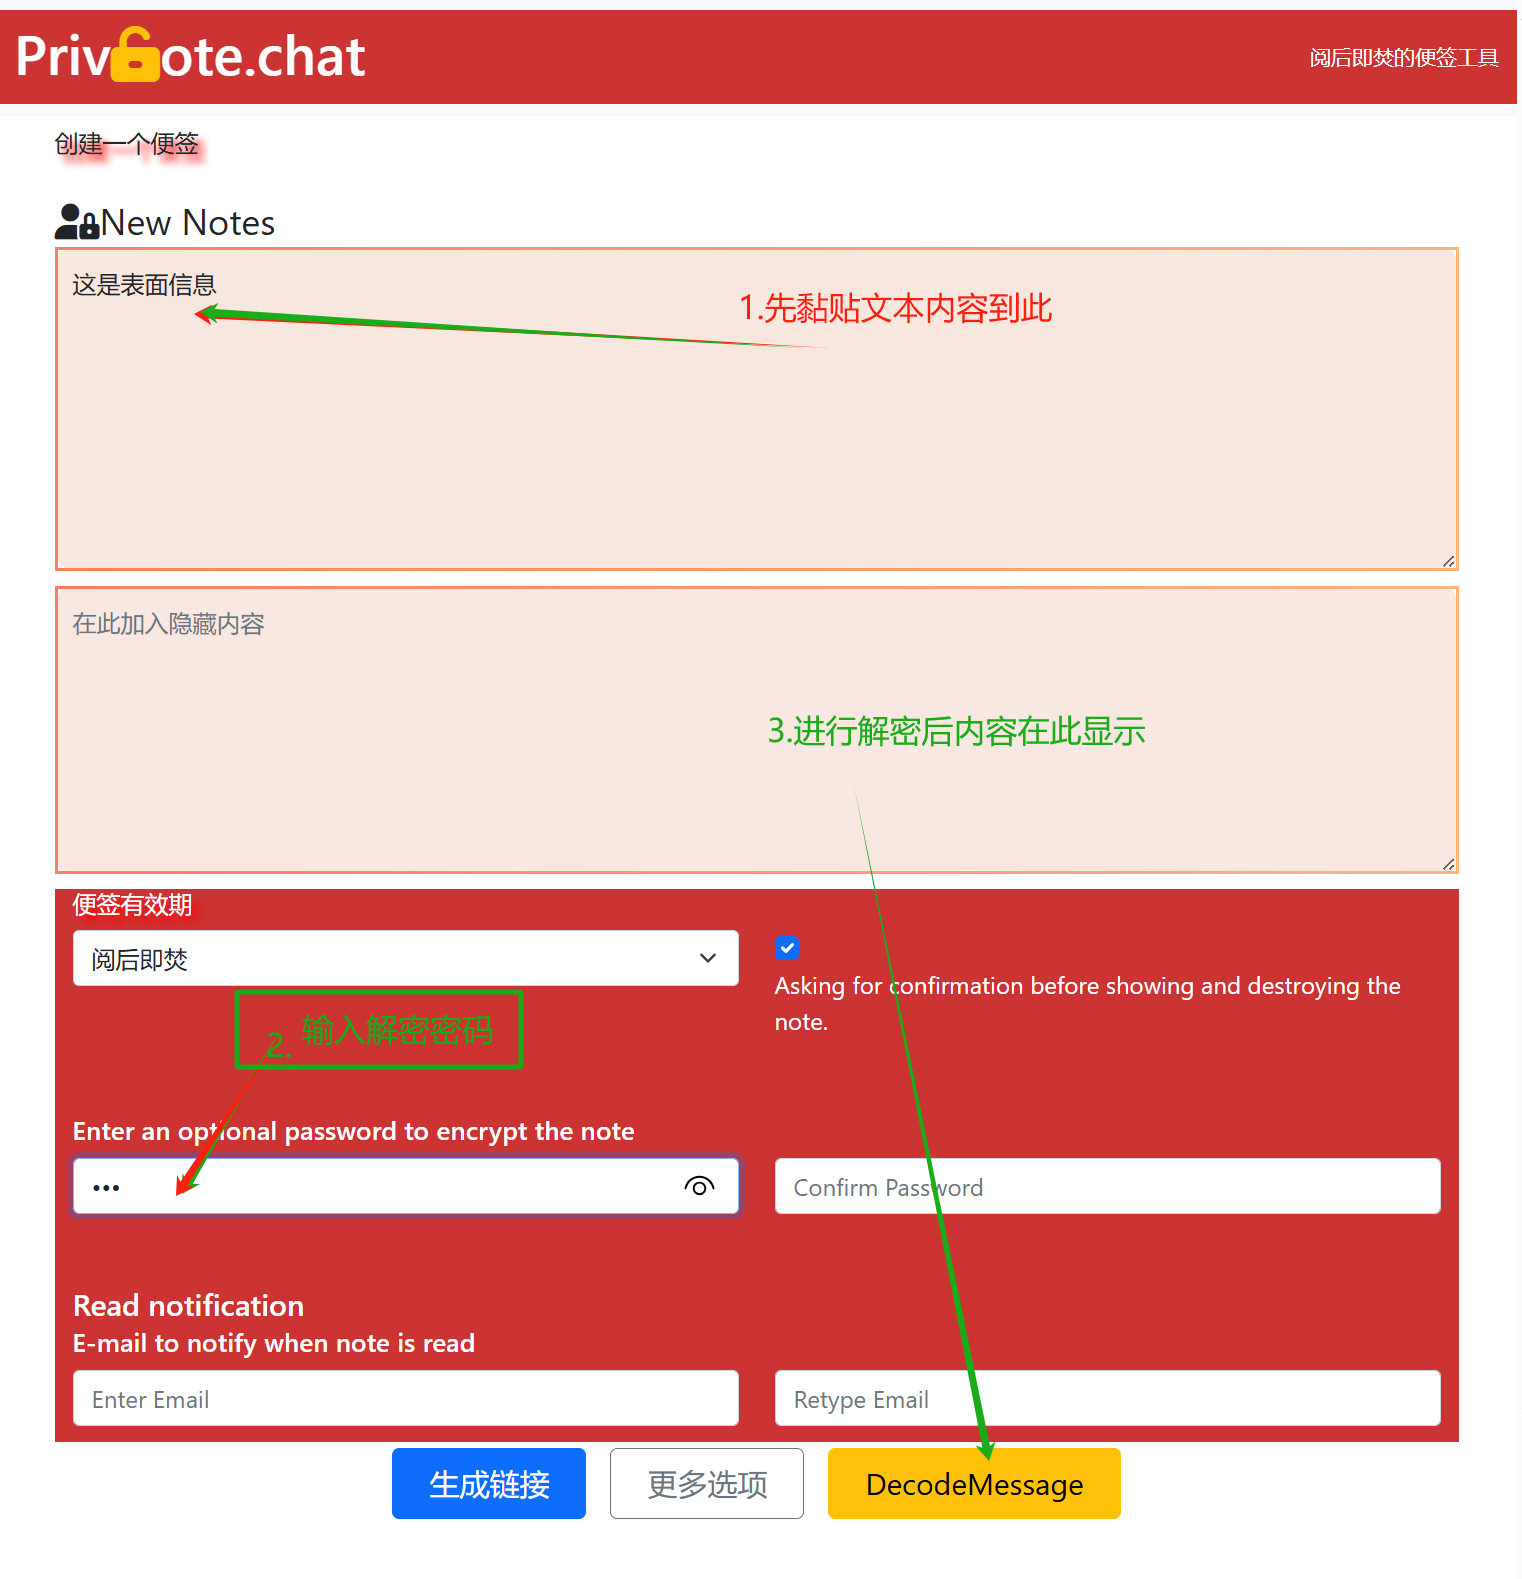 Priv ote.chat
阅后即焚的便签工具
创建一个便签
New Notes
这是表面信息
1.先黏贴文本内容到此
在此加入隐藏内容
3.进行解密后内容在此显示
便签有效期
阅后即焚
Asking for confirmation before showing and destroying the
note.
2. 输入解密密码
Enter an optional password to encrypt the note
•••
Confirm Password
Read notification
E-mail to notify when note is read
Enter Email
Retype Email
生成链接
更多选项
DecodeMessage